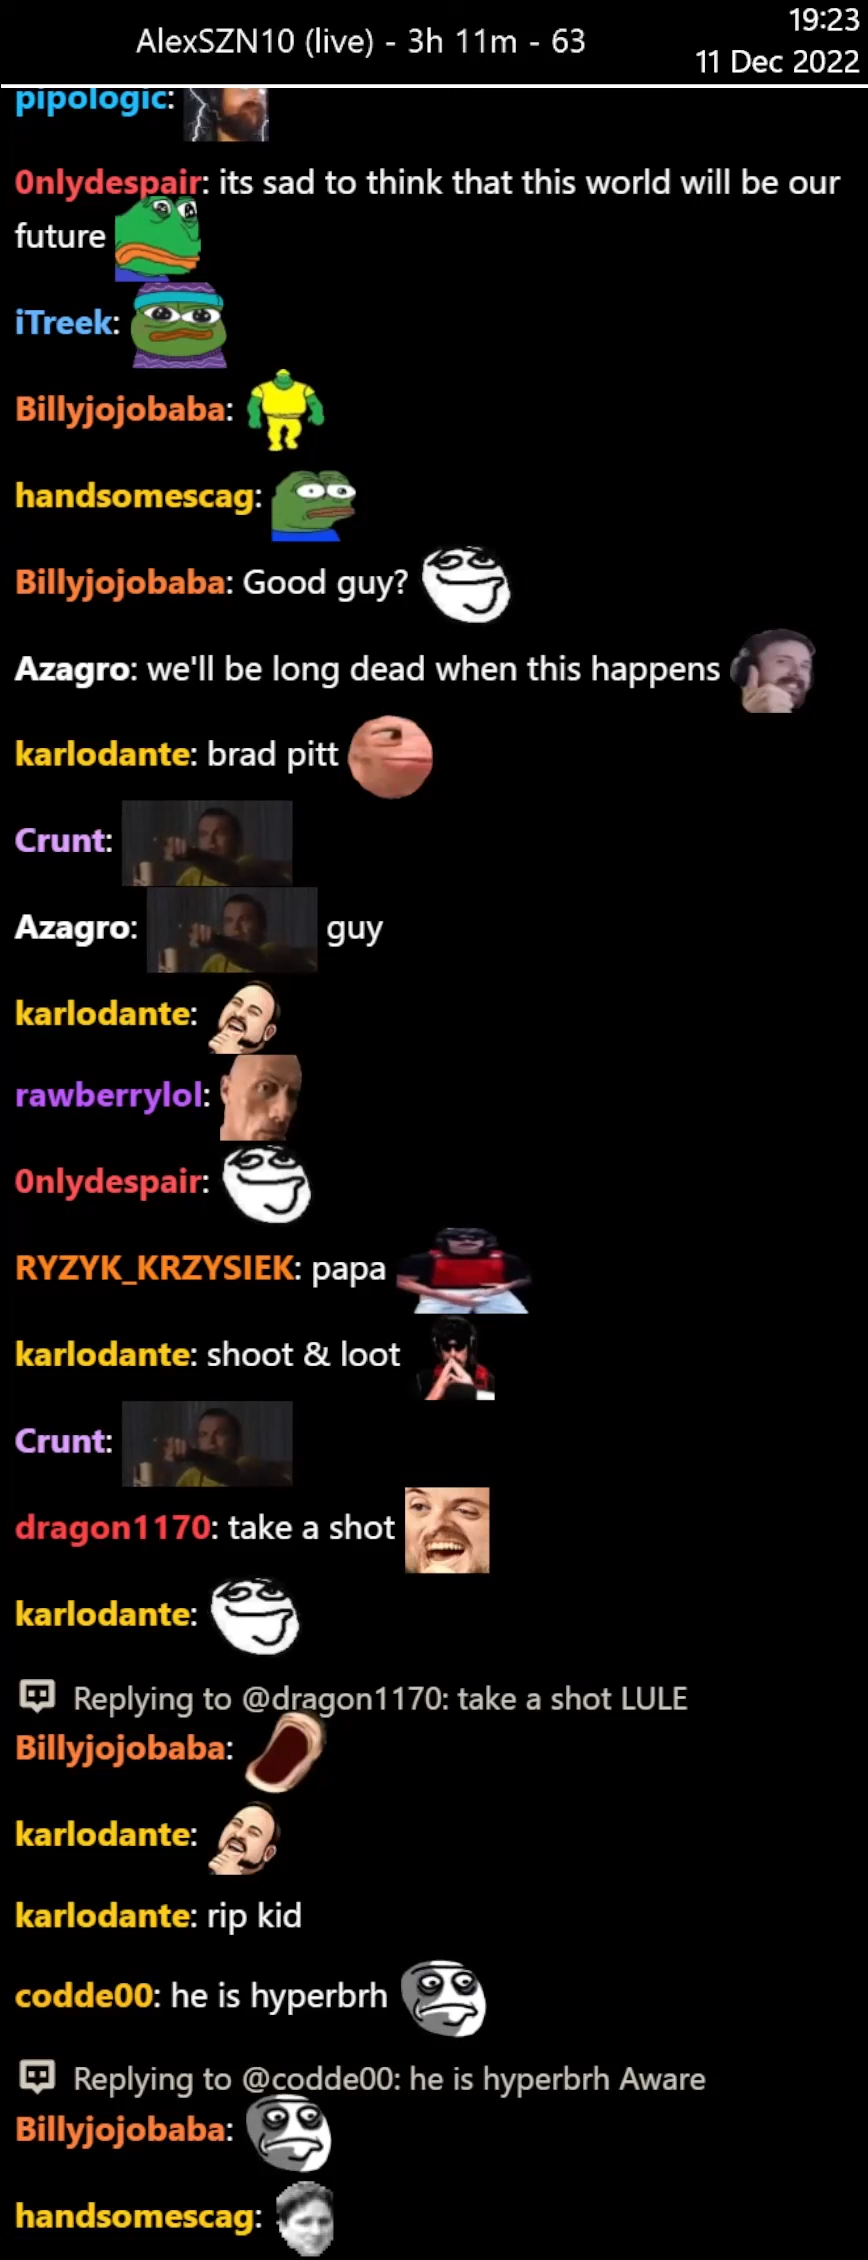 AlexSZN10 (live) - 3h 11m - 63
19:23
11 Dec 2022
pipologic:
0nlydespair: its sad to think that this world will be our
future
iTreek:
Billyjojobaba:
handsomescag:
Billyjojobaba: Good guy?
Azagro: we'll be long dead when this happens
karlodante: brad pitt
Crunt:
Azagro: guy
karlodante:
rawberrylol:
0nlydespair:
RYZYK_KRZYSIEK: papa
karlodante: shoot & loot
Crunt:
dragon1170: take a shot
karlodante:
Replying to @dragon1170: take a shot LULE
Billyjojobaba:
karlodante:
karlodante: rip kid
codde00: he is hyperbrh
Replying to @codde00: he is hyperbrh Aware
Billyjojobaba:
handsomescag: